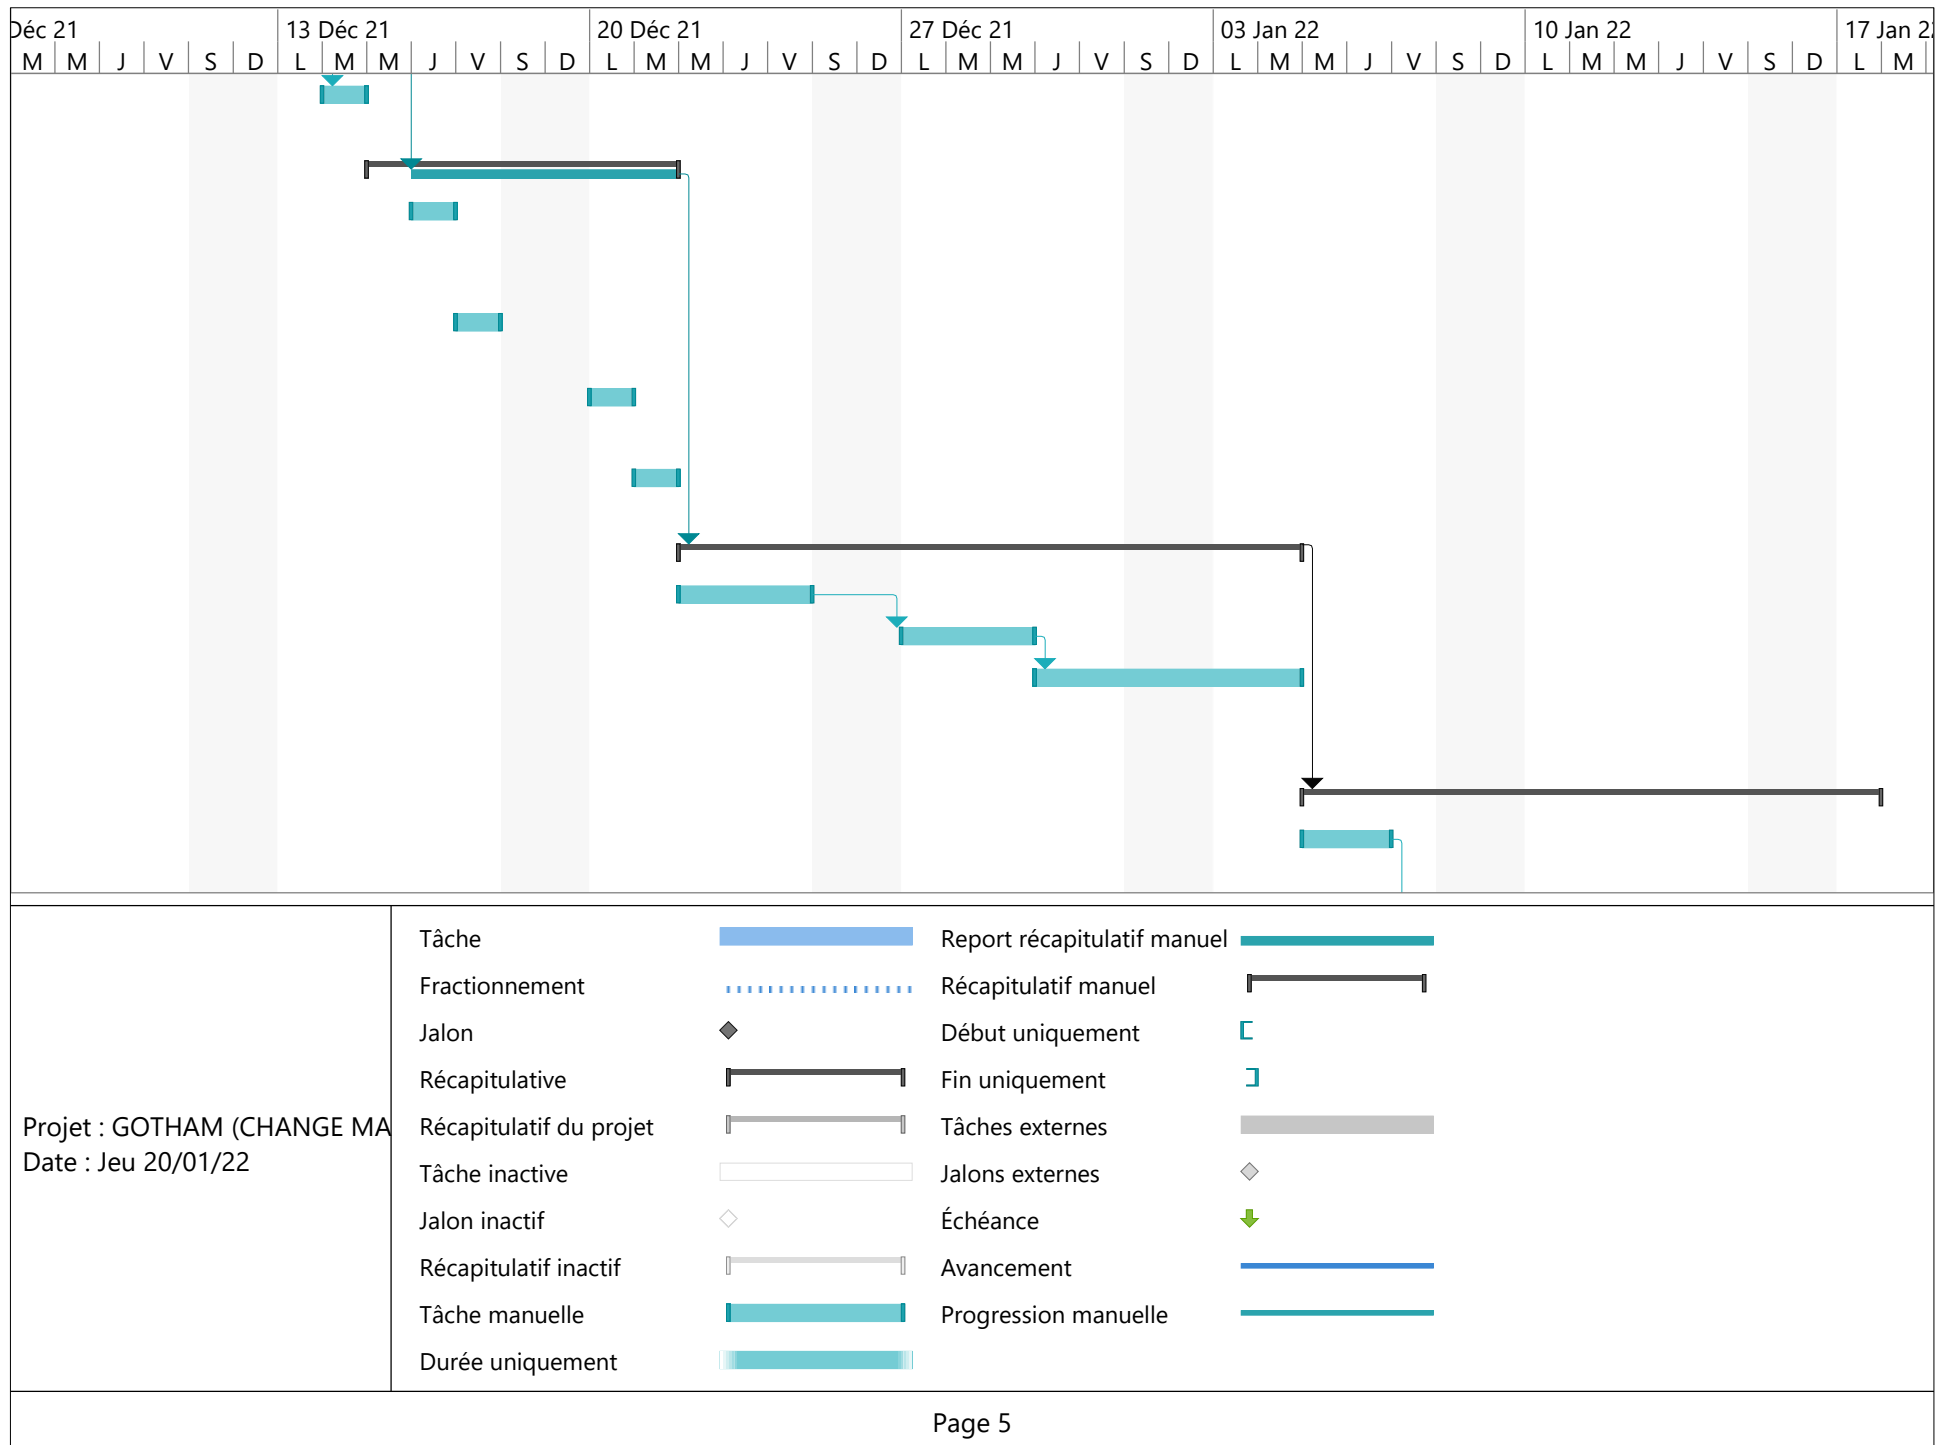 Déc 21 13 Déc 21 20 Déc 21 27 Déc 21 03 Jan 22 10 Jan 22 17 Jan 22
M M J V S D L M M J V S D L M M J V S D L M M J V S D L M M J V S D L M M J V S D L M
Tâche
Fractionnement
Jalon
Récapitulative
Récapitulatif du projet
Tâche inactive
Jalon inactif
Récapitulatif inactif
Tâche manuelle
Durée uniquement
Report récapitulatif manuel
Récapitulatif manuel
Début uniquement
Fin uniquement
Tâches externes
Jalons externes
Échéance
Avancement
Progression manuelle
Projet : GOTHAM (CHANGE MA
Date : Jeu 20/01/22
Page 5